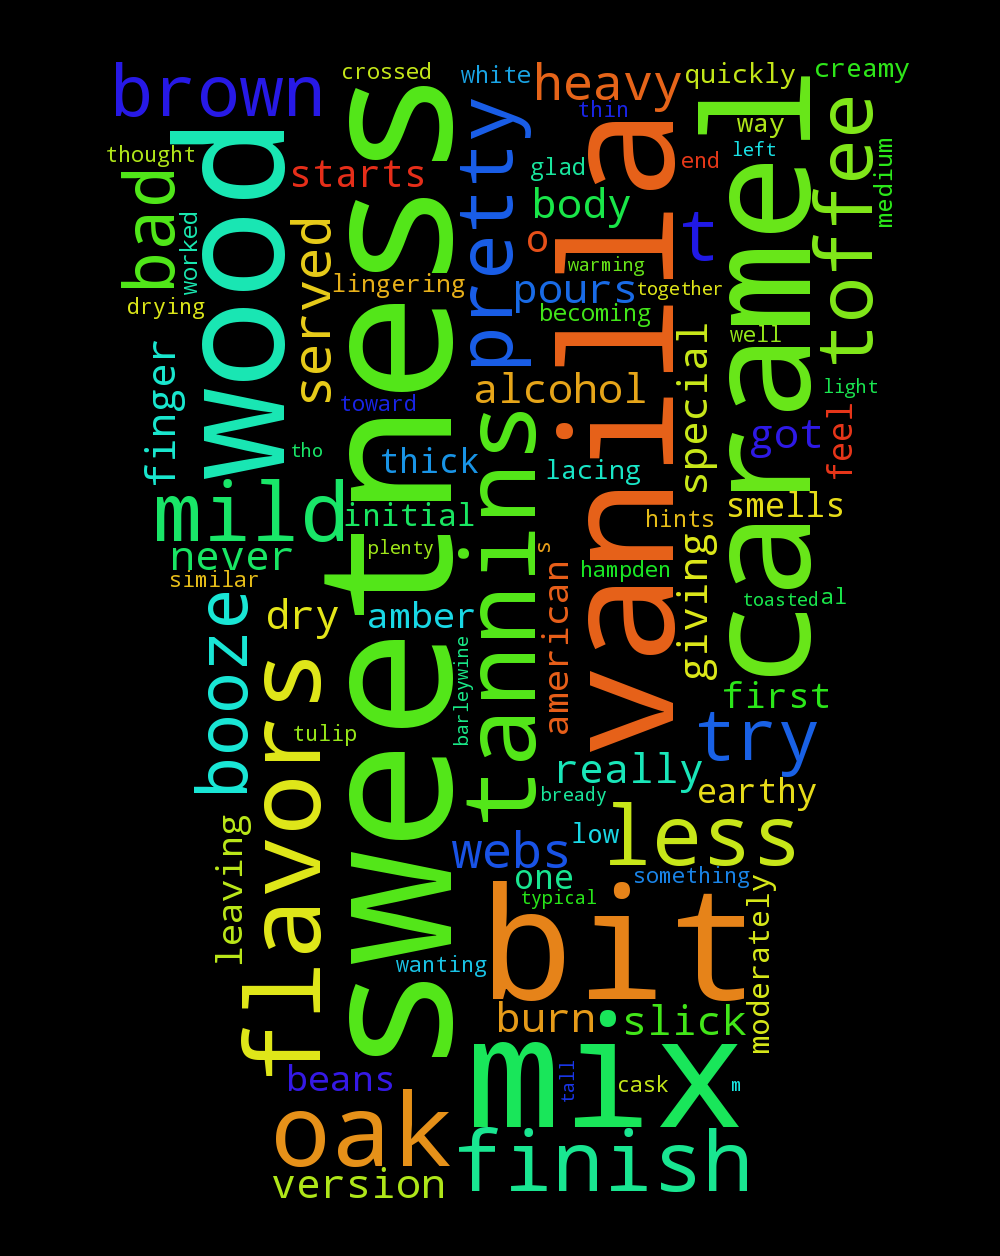 brown
crossed
white
heavy
quickly
creamy
thin
way
thought
wood
sweetness
pretty
vanilla
caramel
toffee
left
medium
bad
starts
glad
end
worked
served
body
o
t
lingering
warming
drying
pours
together
becoming
well
finger
toward
alcohol
special
light
got
feel
tho
thick
tannins
lacing
mild
initial
smells
hints
never
plenty
s
american
hampden
giving
similar
booze
dry
amber
toasted
al
flavors
barleywine
first
tulip
try
really
bready
earthy
leaving
webs
low
less
one
something
typical
bit
moderately
wanting
burn
slick
beans
mix
tall
cask
m
oak
finish
version